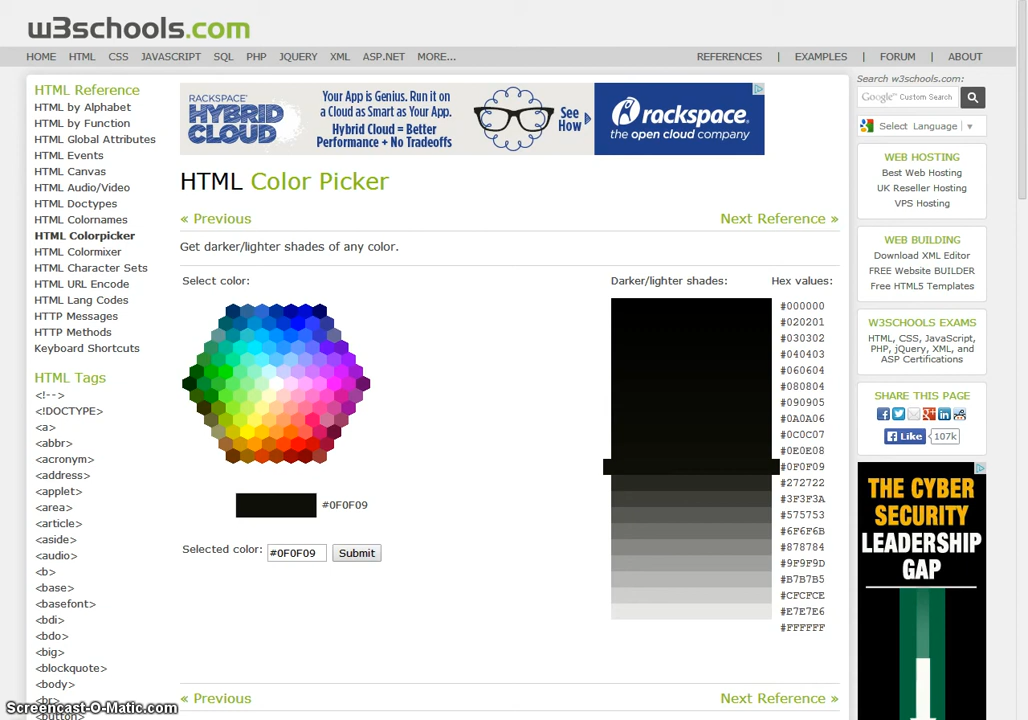 w3schools.com
HOME HTML CSS JAVASCRIPT SQL PHP JQUERY XML ASP.NET MORE... REFERENCES | EXAMPLES | FORUM | ABOUT
HTML Reference
HTML by Alphabet
HTML by Function
HTML Global Attributes
HTML Events
HTML Canvas
HTML Audio/Video
HTML Doctypes
HTML Colornames
HTML Colorpicker
HTML Colormixer
HTML Character Sets
HTML URL Encode
HTML Lang Codes
HTTP Messages
HTTP Methods
Keyboard Shortcuts
HTML Tags
<!-->
<!DOCTYPE>
<a>
<abbr>
<acronym>
<address>
<applet>
<area>
<article>
<aside>
<audio>
<b>
<base>
<basefont>
<bdi>
<bdo>
<big>
<blockquote>
<body>
<br>
<button>
Screencast-O-Matic.com
RACKSPACE®
HYBRID
CLOUD
Your App is Genius. Run it on
a Cloud as Smart as Your App.
Hybrid Cloud = Better
Performance + No Tradeoffs
See
How
rackspace.
the open cloud company
HTML Color Picker
« Previous Next Reference »
Get darker/lighter shades of any color.
Select color:
#0F0F09
Selected color: #0F0F09 Submit
Darker/lighter shades: Hex values:
#000000
#020201
#030302
#040403
#060604
#080804
#090905
#0A0A06
#0C0C07
#0E0E08
#0F0F09
#272722
#3F3F3A
#575753
#6F6F6B
#878784
#9F9F9D
#B7B7B5
#CFCFCE
#E7E7E6
#FFFFFF
« Previous Next Reference »
Search w3schools.com:
Google™ Custom Search
Select Language | ▼
WEB HOSTING
Best Web Hosting
UK Reseller Hosting
VPS Hosting
WEB BUILDING
Download XML Editor
FREE Website BUILDER
Free HTML5 Templates
W3SCHOOLS EXAMS
HTML, CSS, JavaScript,
PHP, jQuery, XML, and
ASP Certifications
SHARE THIS PAGE
Like 107k
THE CYBER
SECURITY
LEADERSHIP
GAP